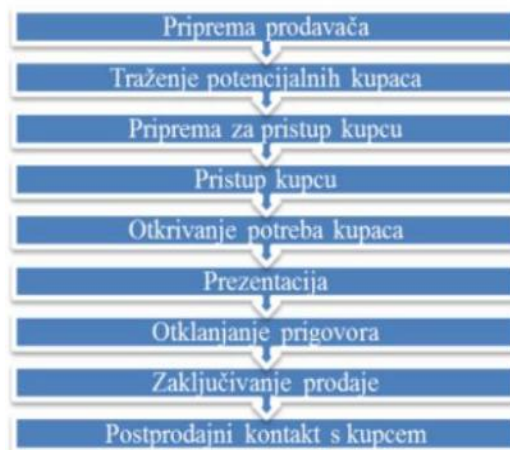 Priprema prodavača
Traženje potencijalnih kupaca
Priprema za pristup kupcu
Pristup kupcu
Otkrivanje potreba kupaca
Prezentacija
Otklanjanje prigovora
Zaključivanje prodaje
Postprodajni kontakt s kupcem